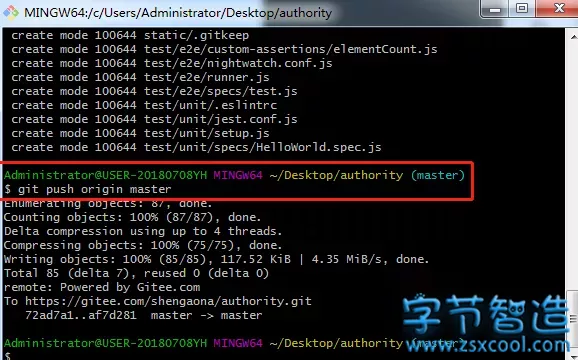 MINGW64:/c/Users/Administrator/Desktop/authority
create mode 100644 static/.gitkeep
create mode 100644 test/e2e/custom-assertions/elementCount.js
create mode 100644 test/e2e/nightwatch.conf.js
create mode 100644 test/e2e/runner.js
create mode 100644 test/e2e/specs/test.js
create mode 100644 test/unit/.eslintrc
create mode 100644 test/unit/jest.conf.js
create mode 100644 test/unit/setup.js
create mode 100644 test/unit/specs/HelloWorld.spec.js
Administrator@USER-20180708YH MINGW64 ~/Desktop/authority (master)
$ git push origin master
Enumerating objects: 87, done.
Counting objects: 100% (87/87), done.
Delta compression using up to 4 threads.
Compressing objects: 100% (75/75), done.
Writing objects: 100% (85/85), 117.52 KiB | 4.35 MiB/s, done.
Total 85 (delta 7), reused 0 (delta 0)
remote: Powered by Gitee.com
To https://gitee.com/shengaona/authority.git
72ad7a1..af7d281 master -> master
Administrator@USER-20180708YH MINGW64 ~/Desktop/authority (master)
$
字节智造
www.zsxcool.com